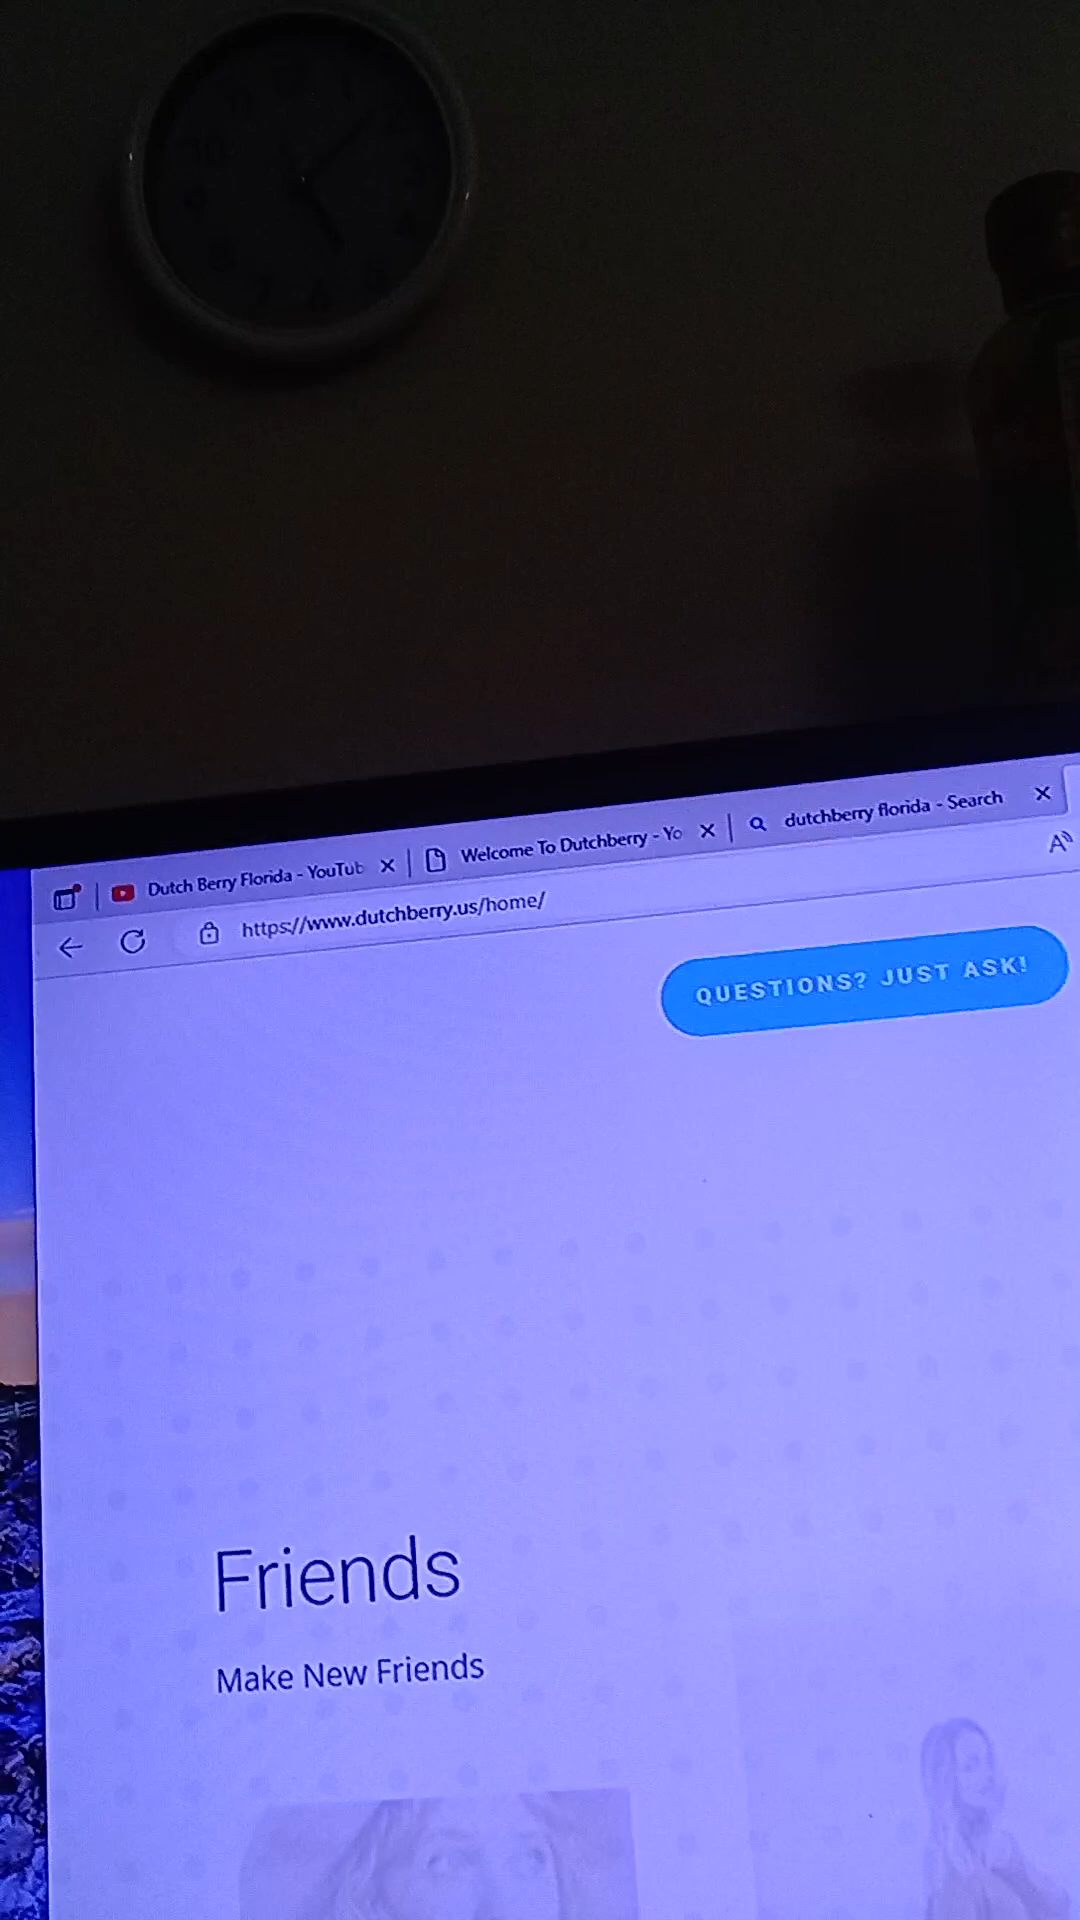 Dutch Berry Florida - YouTub
Welcome To Dutchberry - Yo
dutchberry florida - Search
https://www.dutchberry.us/home/
QUESTIONS? JUST ASK!
Friends
Make New Friends